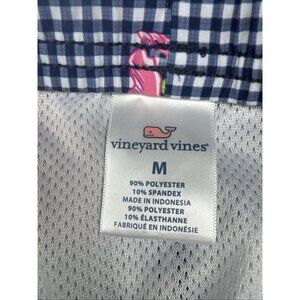 vineyard vines®
M
90% POLYESTER
10% SPANDEX
MADE IN INDONESIA
90% POLYESTER
10% ÉLASTHANNE
FABRIQUÉ EN INDONÉSIE